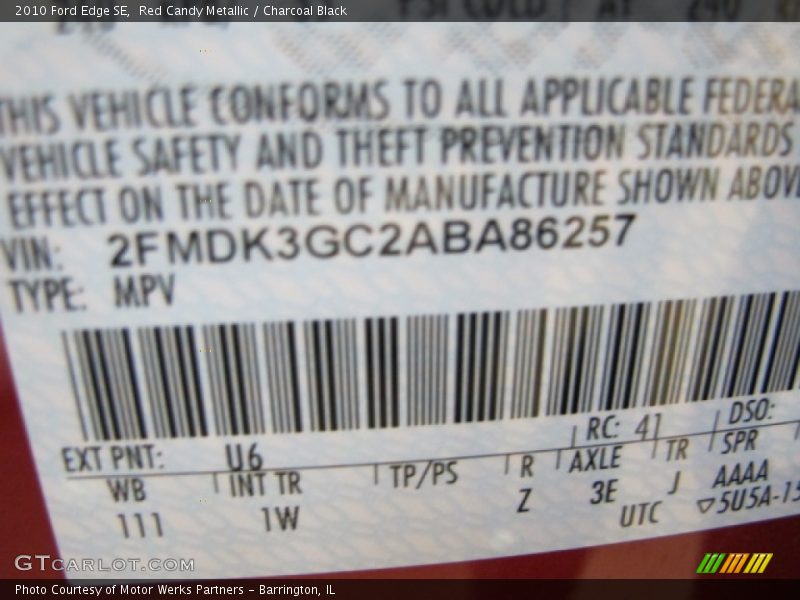 2010 Ford Edge SE,  Red Candy Metallic / Charcoal Black
THIS VEHICLE CONFORMS TO ALL APPLICABLE FEDERA
VEHICLE SAFETY AND THEFT PREVENTION STANDARDS
EFFECT ON THE DATE OF MANUFACTURE SHOWN ABOV
VIN: 2FMDK3GC2ABA86257
TYPE: MPV
EXT PNT: U6 RC: 41 DSO:
WB INT TR TP/PS R AXLE TR SPR
111 1W Z 3E J AAAA
UTC ▽5U5A-15
GTCARLOT.COM
Photo Courtesy of Motor Werks Partners - Barrington, IL